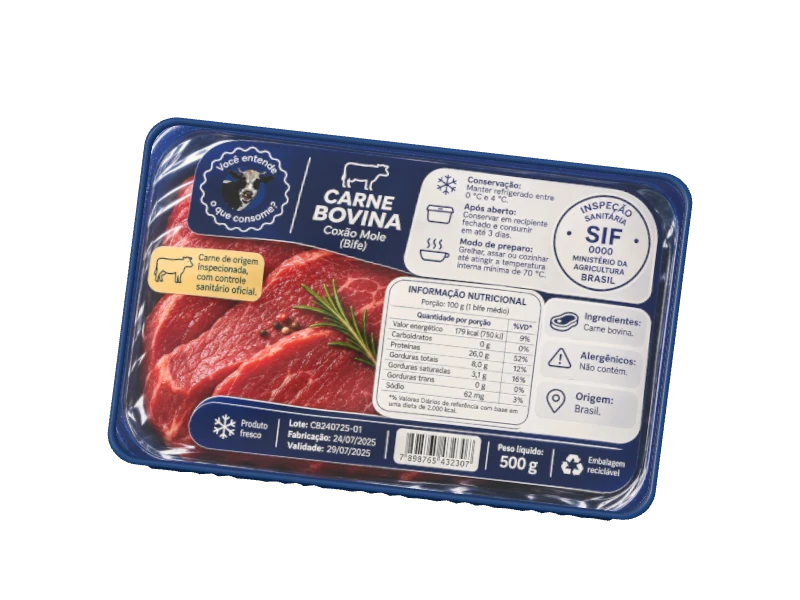 Você entende
o que consome?
CARNE
BOVINA
Coxão Mole
(Bife)
Conservação:
Manter refrigerado entre
0 °C e 4 °C.
Após aberto:
Conservar em recipiente
fechado e consumir
em até 3 dias.
Modo de preparo:
Grelhar, assar ou cozinhar
até atingir a temperatura
interna mínima de 70 °C.
INSPEÇÃO
SANITÁRIA
SIF
0000
MINISTÉRIO DA
AGRICULTURA
BRASIL
Carne de origem
inspecionada,
com controle
sanitário oficial.
INFORMAÇÃO NUTRICIONAL
Porção: 100 g (1 bife médio)
Quantidade por porção %VD*
Valor energético 179 kcal (750 kJ) 9%
Carboidratos 0 g 0%
Proteínas 26,0 g 52%
Gorduras totais 8,0 g 12%
Gorduras saturadas 3,1 g 16%
Gorduras trans 0 g 0%
Sódio 62 mg 3%
*% Valores Diários de referência com base em
uma dieta de 2.000 kcal.
Ingredientes:
Carne bovina.
Alergênicos:
Não contém.
Origem:
Brasil.
Produto
fresco
Lote: CB240725-01
Fabricação: 24/07/2025
Validade: 29/07/2025
7 898765 432307
Peso líquido:
500 g
Embalagem
reciclável